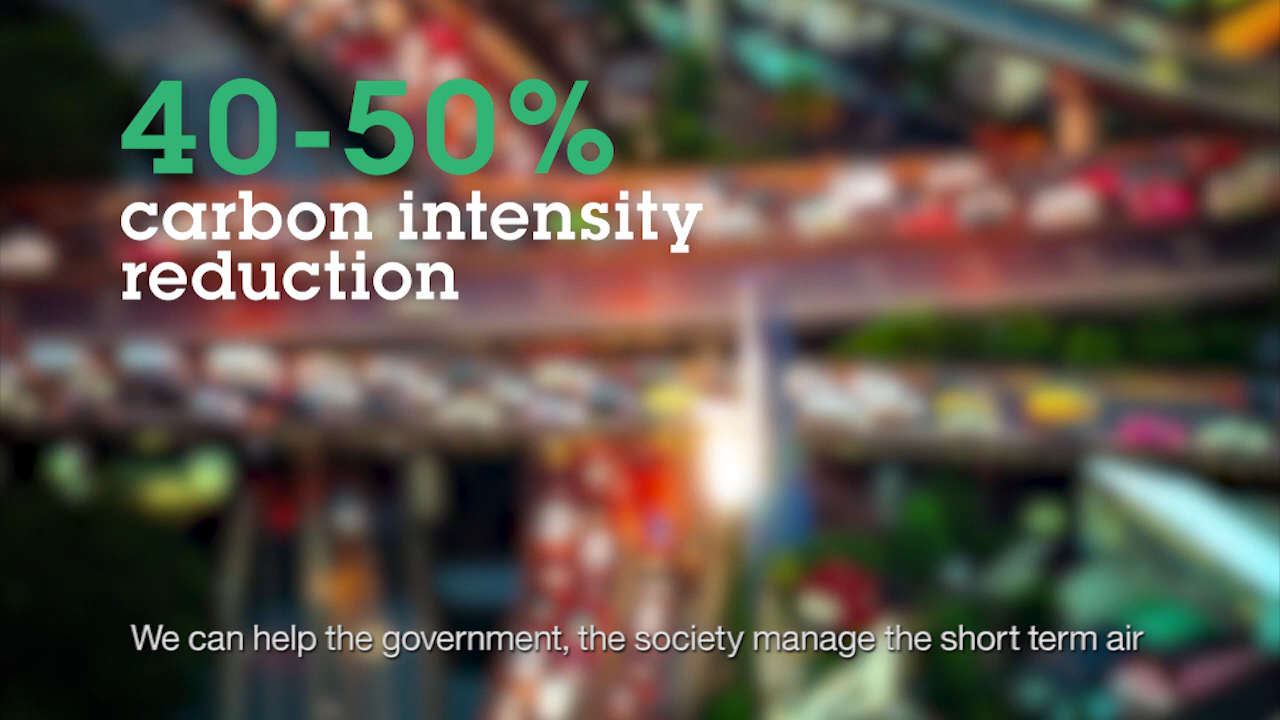 40-50%
carbon intensity
reduction
We can help the government, the society manage the short term air